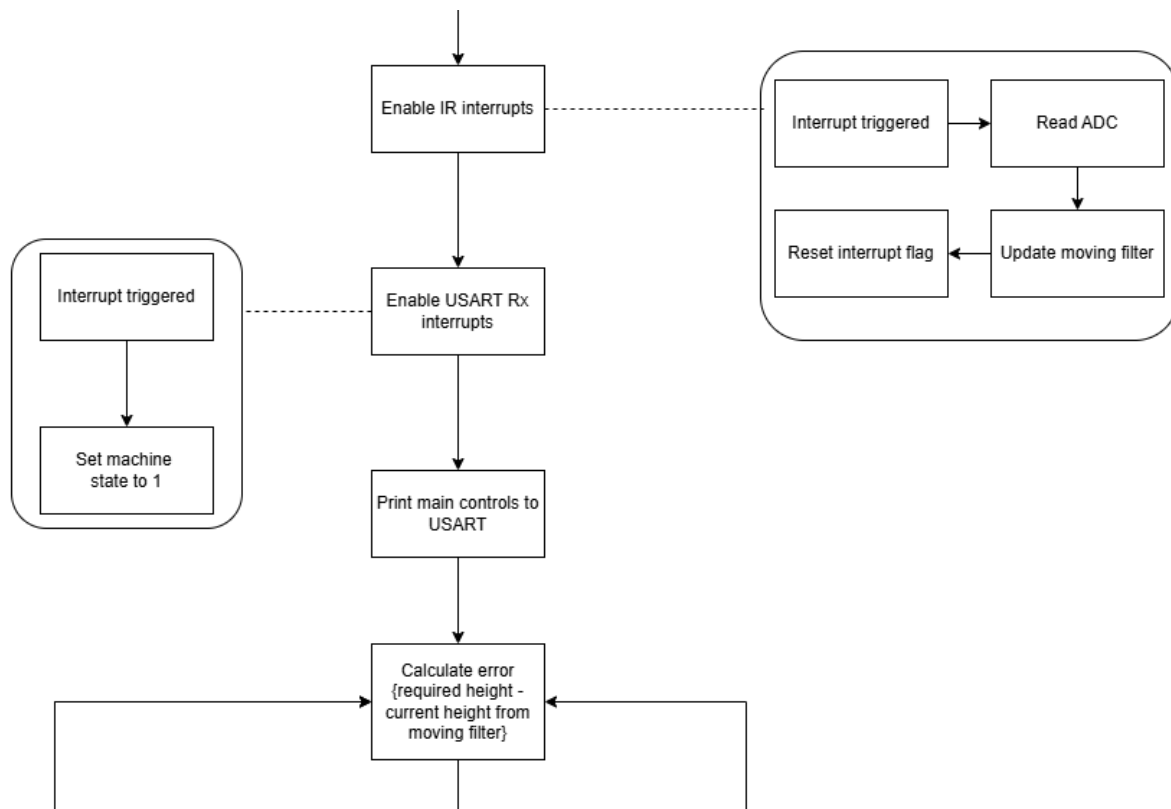 Enable IR interrupts
Interrupt triggered
Read ADC
Reset interrupt flag
Update moving filter
Interrupt triggered
Enable USART Rx
interrupts
Set machine
state to 1
Print main controls to
USART
Calculate error
{required height -
current height from
moving filter}